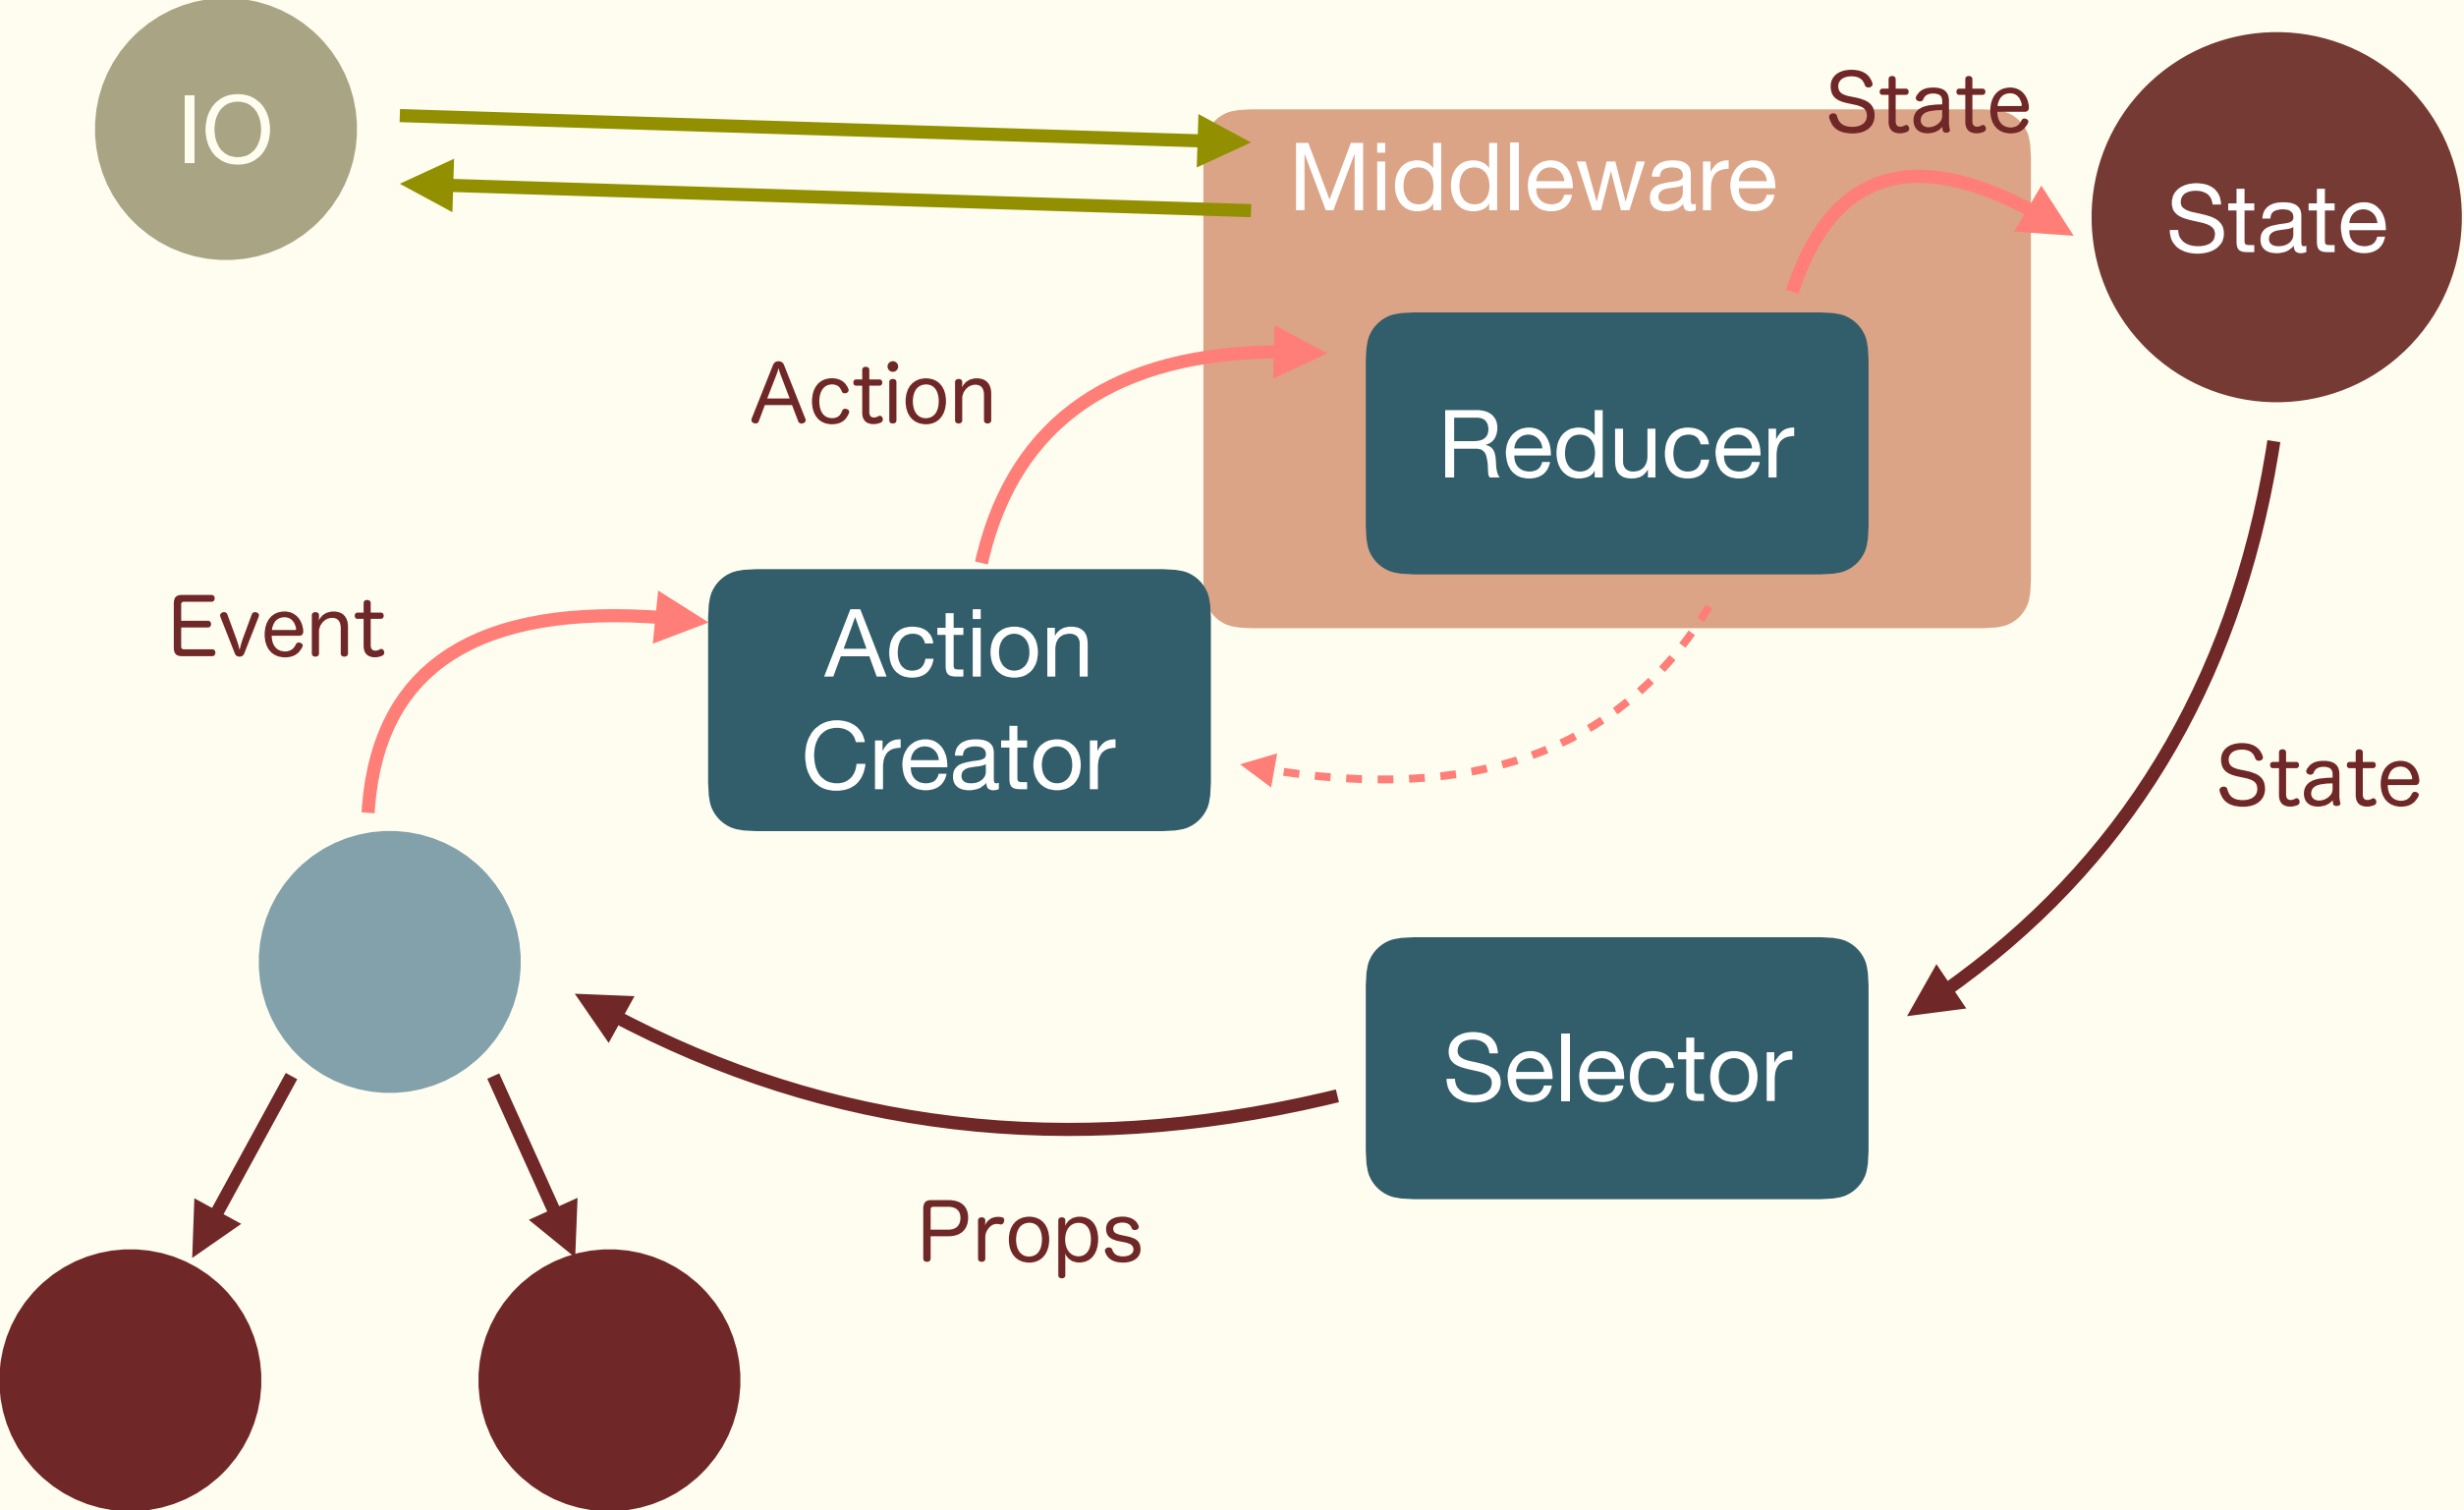 IO
State
Middleware
State
Action
Reducer
Event
Action
Creator
State
Selector
Props